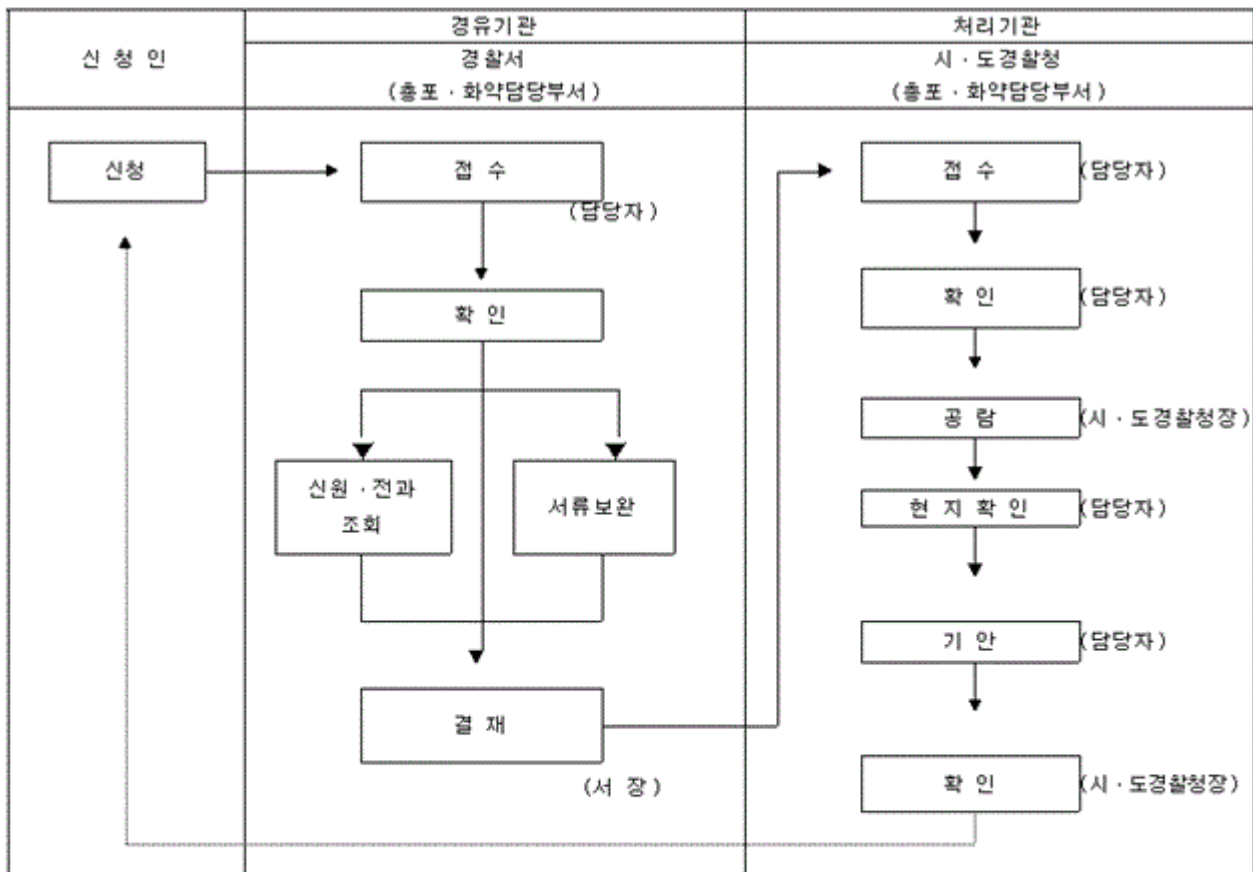 신 청 인
경유기관
경찰서
(총포 · 화약담당부서)
처리기관
시 · 도경찰청
(총포 · 화약담당부서)
신청
접 수
(담당자)
확 인
신원 · 전과
조회
서류보완
결 재
(서 장)
접 수
(담당자)
확 인
(담당자)
공 람
(시 · 도경찰청장)
현 지 확 인
(담당자)
기 안
(담당자)
확 인
(시 · 도경찰청장)